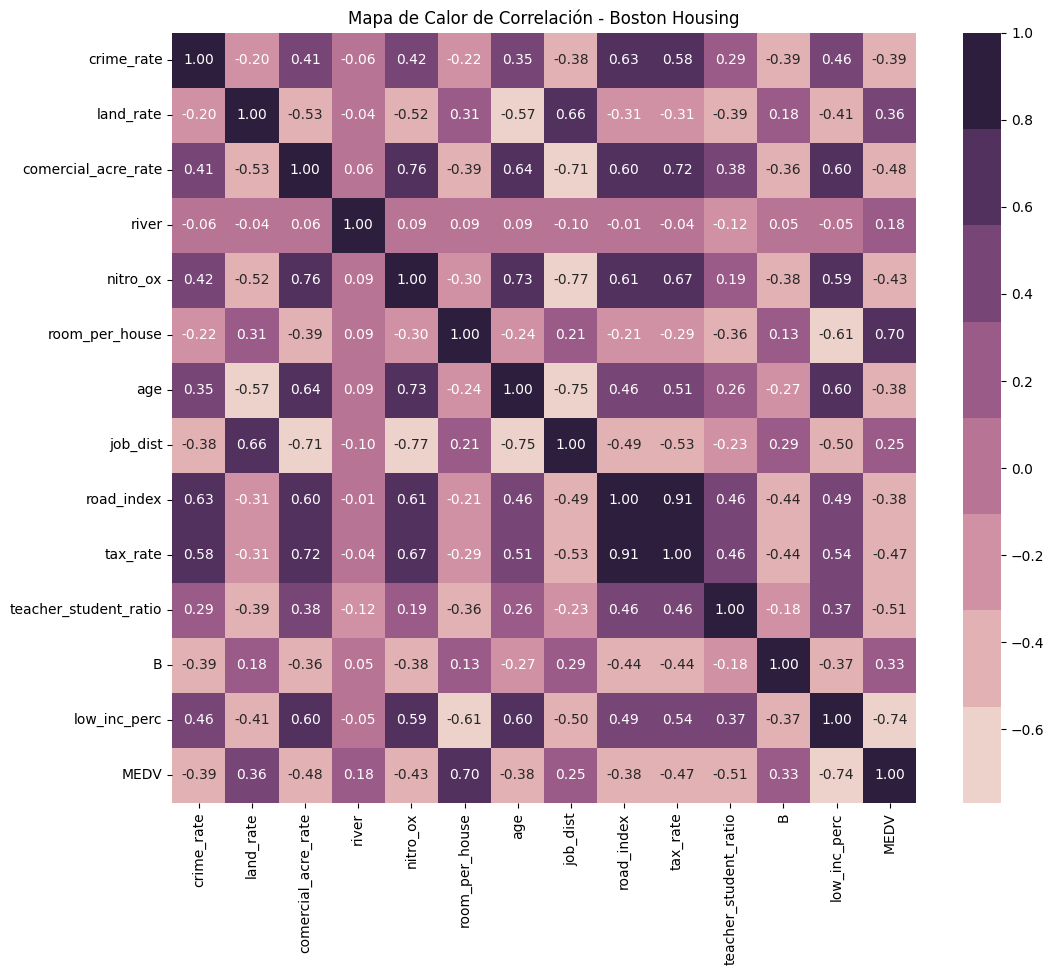 Mapa de Calor de Correlación - Boston Housing
crime_rate 1.00 -0.20 0.41 -0.06 0.42 -0.22 0.35 -0.38 0.63 0.58 0.29 -0.39 0.46 -0.39
land_rate -0.20 1.00 -0.53 -0.04 -0.52 0.31 -0.57 0.66 -0.31 -0.31 -0.39 0.18 -0.41 0.36
comercial_acre_rate 0.41 -0.53 1.00 0.06 0.76 -0.39 0.64 -0.71 0.60 0.72 0.38 -0.36 0.60 -0.48
river -0.06 -0.04 0.06 1.00 0.09 0.09 0.09 -0.10 -0.01 -0.04 -0.12 0.05 -0.05 0.18
nitro_ox 0.42 -0.52 0.76 0.09 1.00 -0.30 0.73 -0.77 0.61 0.67 0.19 -0.38 0.59 -0.43
room_per_house -0.22 0.31 -0.39 0.09 -0.30 1.00 -0.24 0.21 -0.21 -0.29 -0.36 0.13 -0.61 0.70
age 0.35 -0.57 0.64 0.09 0.73 -0.24 1.00 -0.75 0.46 0.51 0.26 -0.27 0.60 -0.38
job_dist -0.38 0.66 -0.71 -0.10 -0.77 0.21 -0.75 1.00 -0.49 -0.53 -0.23 0.29 -0.50 0.25
road_index 0.63 -0.31 0.60 -0.01 0.61 -0.21 0.46 -0.49 1.00 0.91 0.46 -0.44 0.49 -0.38
tax_rate 0.58 -0.31 0.72 -0.04 0.67 -0.29 0.51 -0.53 0.91 1.00 0.46 -0.44 0.54 -0.47
teacher_student_ratio 0.29 -0.39 0.38 -0.12 0.19 -0.36 0.26 -0.23 0.46 0.46 1.00 -0.18 0.37 -0.51
B -0.39 0.18 -0.36 0.05 -0.38 0.13 -0.27 0.29 -0.44 -0.44 -0.18 1.00 -0.37 0.33
low_inc_perc 0.46 -0.41 0.60 -0.05 0.59 -0.61 0.60 -0.50 0.49 0.54 0.37 -0.37 1.00 -0.74
MEDV -0.39 0.36 -0.48 0.18 -0.43 0.70 -0.38 0.25 -0.38 -0.47 -0.51 0.33 -0.74 1.00
crime_rate
land_rate
comercial_acre_rate
river
nitro_ox
room_per_house
age
job_dist
road_index
tax_rate
teacher_student_ratio
B
low_inc_perc
MEDV
1.0
0.8
0.6
0.4
0.2
0.0
−0.2
−0.4
−0.6